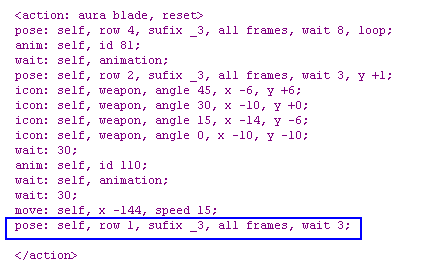 <action: aura blade, reset>
pose: self, row 4, sufix _3, all frames, wait 8, loop;
anim: self, id 81;
wait: self, animation;
pose: self, row 2, sufix _3, all frames, wait 3, y +1;
icon: self, weapon, angle 45, x -6, y +6;
icon: self, weapon, angle 30, x -10, y +0;
icon: self, weapon, angle 15, x -14, y -6;
icon: self, weapon, angle 0, x -10, y -10;
wait: 30;
anim: self, id 110;
wait: self, animation;
wait: 30;
move: self, x -144, speed 15;
pose: self, row 1, sufix _3, all frames, wait 3;
</action>